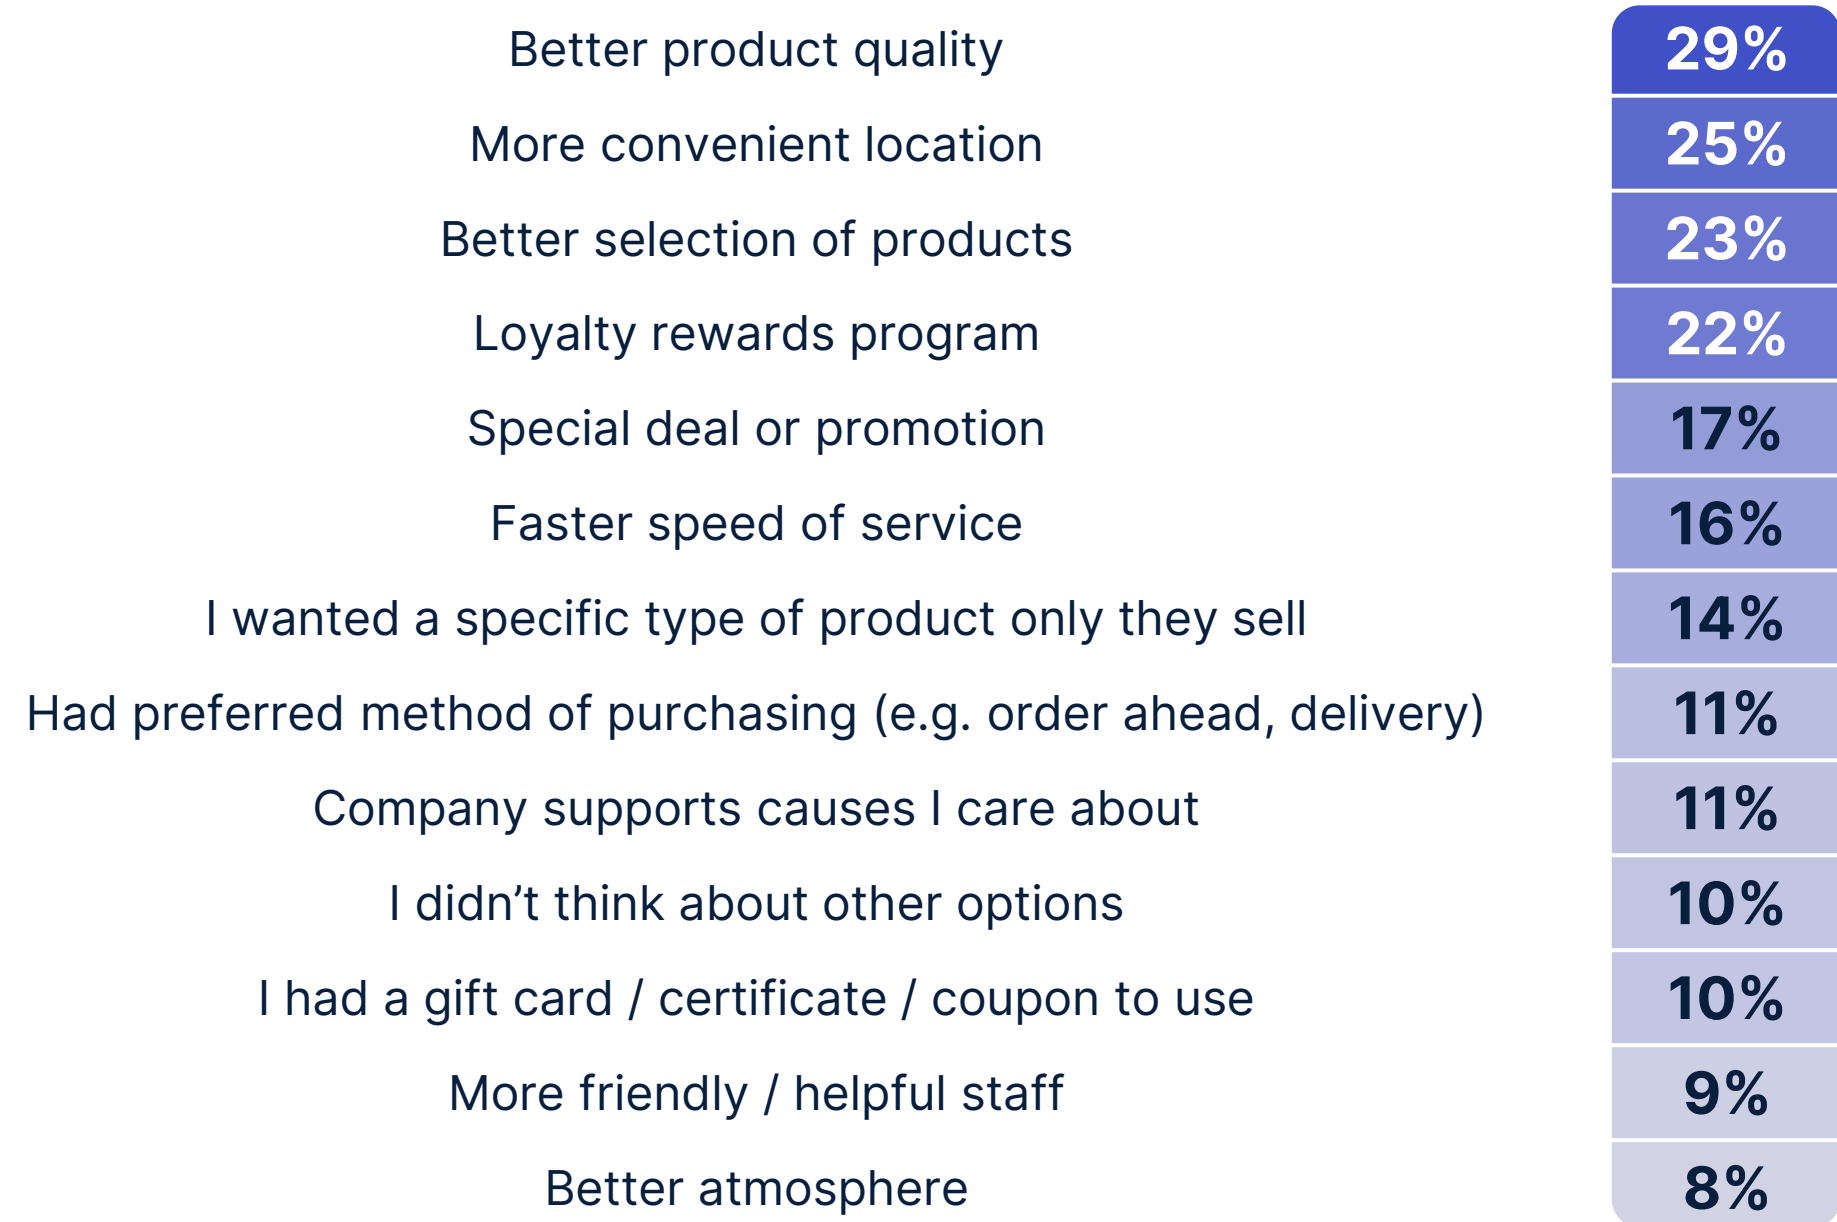 Better product quality 29%
More convenient location 25%
Better selection of products 23%
Loyalty rewards program 22%
Special deal or promotion 17%
Faster speed of service 16%
I wanted a specific type of product only they sell 14%
Had preferred method of purchasing (e.g. order ahead, delivery) 11%
Company supports causes I care about 11%
I didn’t think about other options 10%
I had a gift card / certificate / coupon to use 10%
More friendly / helpful staff 9%
Better atmosphere 8%